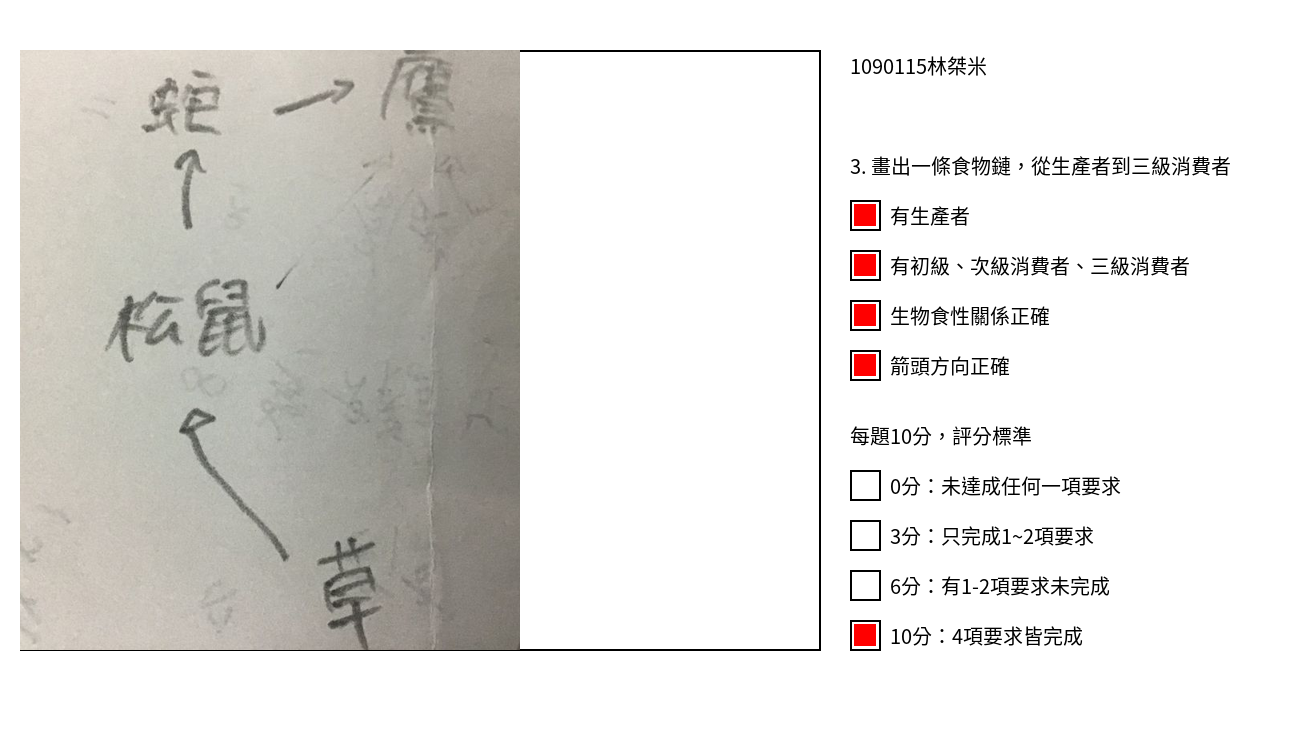 蛇 → 鷹
↑
松鼠
↖
草
1090115林桀米
3. 畫出一條食物鏈，從生產者到三級消費者
有生產者
有初級、次級消費者、三級消費者
生物食性關係正確
箭頭方向正確
每題10分，評分標準
0分：未達成任何一項要求
3分：只完成1~2項要求
6分：有1-2項要求未完成
10分：4項要求皆完成